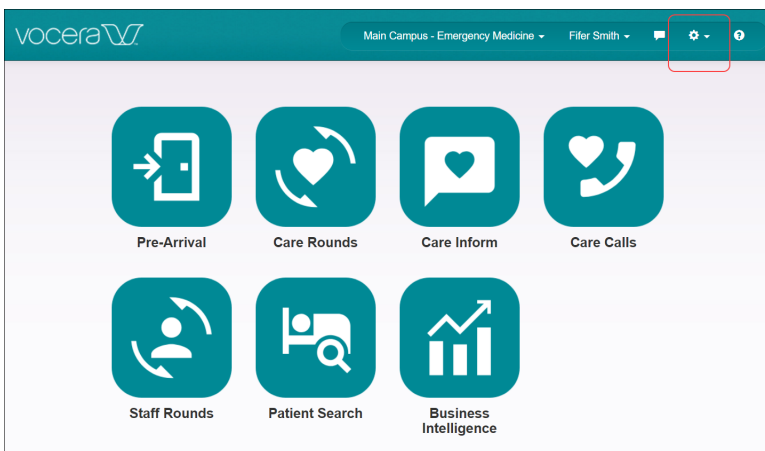 vocera
Main Campus - Emergency Medicine Fifer Smith ?
Pre-Arrival Care Rounds Care Inform Care Calls
Staff Rounds Patient Search Business
Intelligence